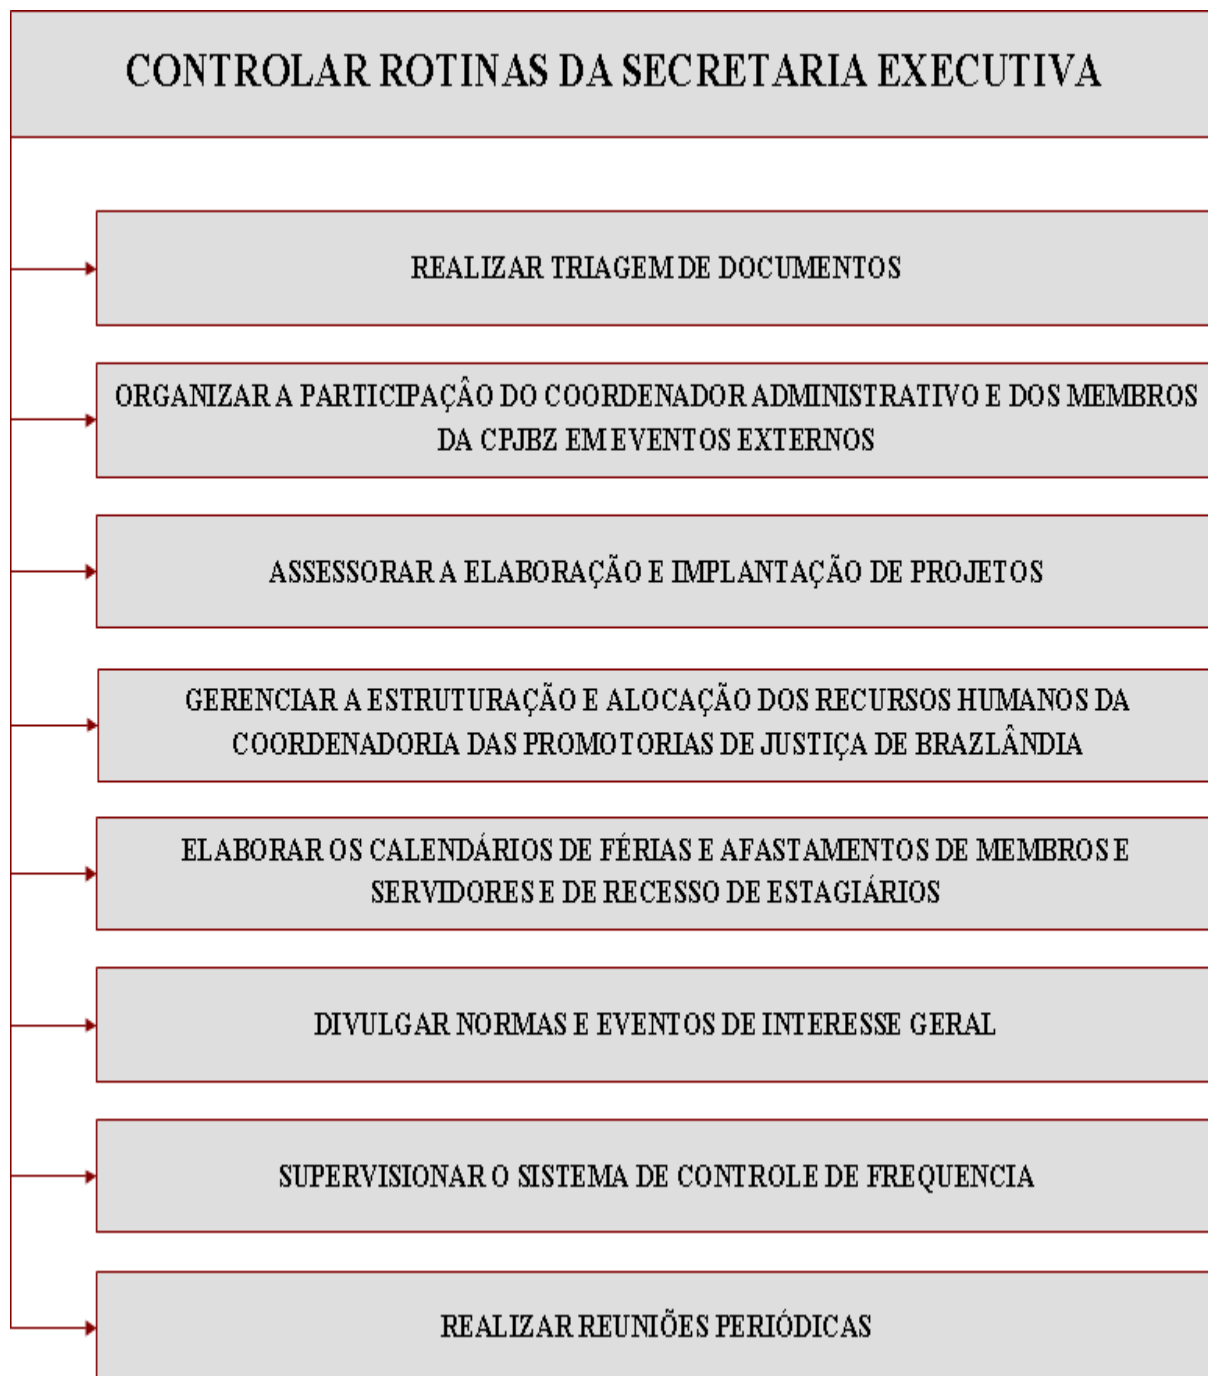 CONTROLAR ROTINAS DA SECRETARIA EXECUTIVA
REALIZAR TRIAGEM DE DOCUMENTOS
ORGANIZAR A PARTICIPAÇÂO DO COORDENADOR ADMINISTRATIVO E DOS MEMBROS
DA CPJBZ EM EVENTOS EXTERNOS
ASSESSORAR A ELABORAÇÃO E IMPLANTAÇÃO DE PROJETOS
GERENCIAR A ESTRUTURAÇÃO E ALOCAÇÃO DOS RECURSOS HUMANOS DA
COORDENADORIA DAS PROMOTORIAS DE JUSTIÇA DE BRAZLÂNDIA
ELABORAR OS CALENDÁRIOS DE FÉRIAS E AFASTAMENTOS DE MEMBROS E
SERVIDORES E DE RECESSO DE ESTAGIÁRIOS
DIVULGAR NORMAS E EVENTOS DE INTERESSE GERAL
SUPERVISIONAR O SISTEMA DE CONTROLE DE FREQUENCIA
REALIZAR REUNIÕES PERIÓDICAS